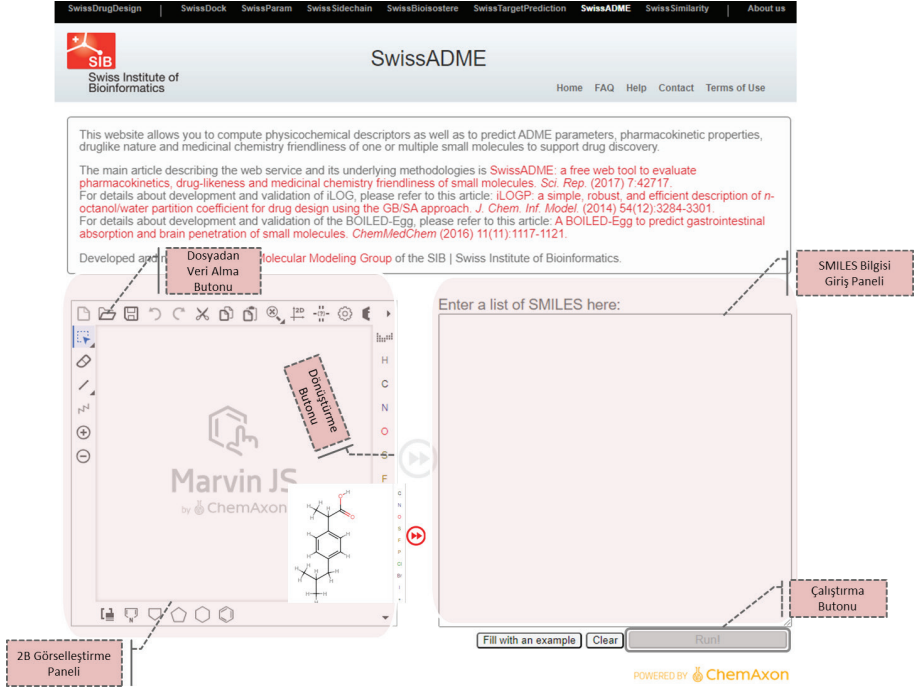 SwissDrugDesign | SwissDock SwissParam SwissSidechain SwissBioisostere SwissTargetPrediction SwissADME SwissSimilarity | About us
SIB
Swiss Institute of
Bioinformatics
SwissADME
Home FAQ Help Contact Terms of Use
This website allows you to compute physicochemical descriptors as well as to predict ADME parameters, pharmacokinetic properties,
druglike nature and medicinal chemistry friendliness of one or multiple small molecules to support drug discovery.
The main article describing the web service and its underlying methodologies is SwissADME: a free web tool to evaluate
pharmacokinetics, drug-likeness and medicinal chemistry friendliness of small molecules. Sci. Rep. (2017) 7:42717.
For details about development and validation of iLOG, please refer to this article: iLOGP: a simple, robust, and efficient description of n-
octanol/water partition coefficient for drug design using the GB/SA approach. J. Chem. Inf. Model. (2014) 54(12):3284-3301.
For details about development and validation of the BOILED-Egg, please refer to this article: A BOILED-Egg to predict gastrointestinal
absorption and brain penetration of small molecules. ChemMedChem (2016) 11(11):1117-1121.
Developed and Molecular Modeling Group of the SIB | Swiss Institute of Bioinformatics.
Dosyadan
Veri Alma
Butonu
SMILES Bilgisi
Giriş Paneli
Enter a list of SMILES here:
2D
H
C
N
O
S
F
Dönüştürme
Butonu
Marvin JS
by ChemAxon
C
N
O
S
F
P
Cl
Br
I
Çalıştırma
Butonu
Fill with an example Clear Run!
2B Görselleştirme
Paneli
POWERED BY ChemAxon